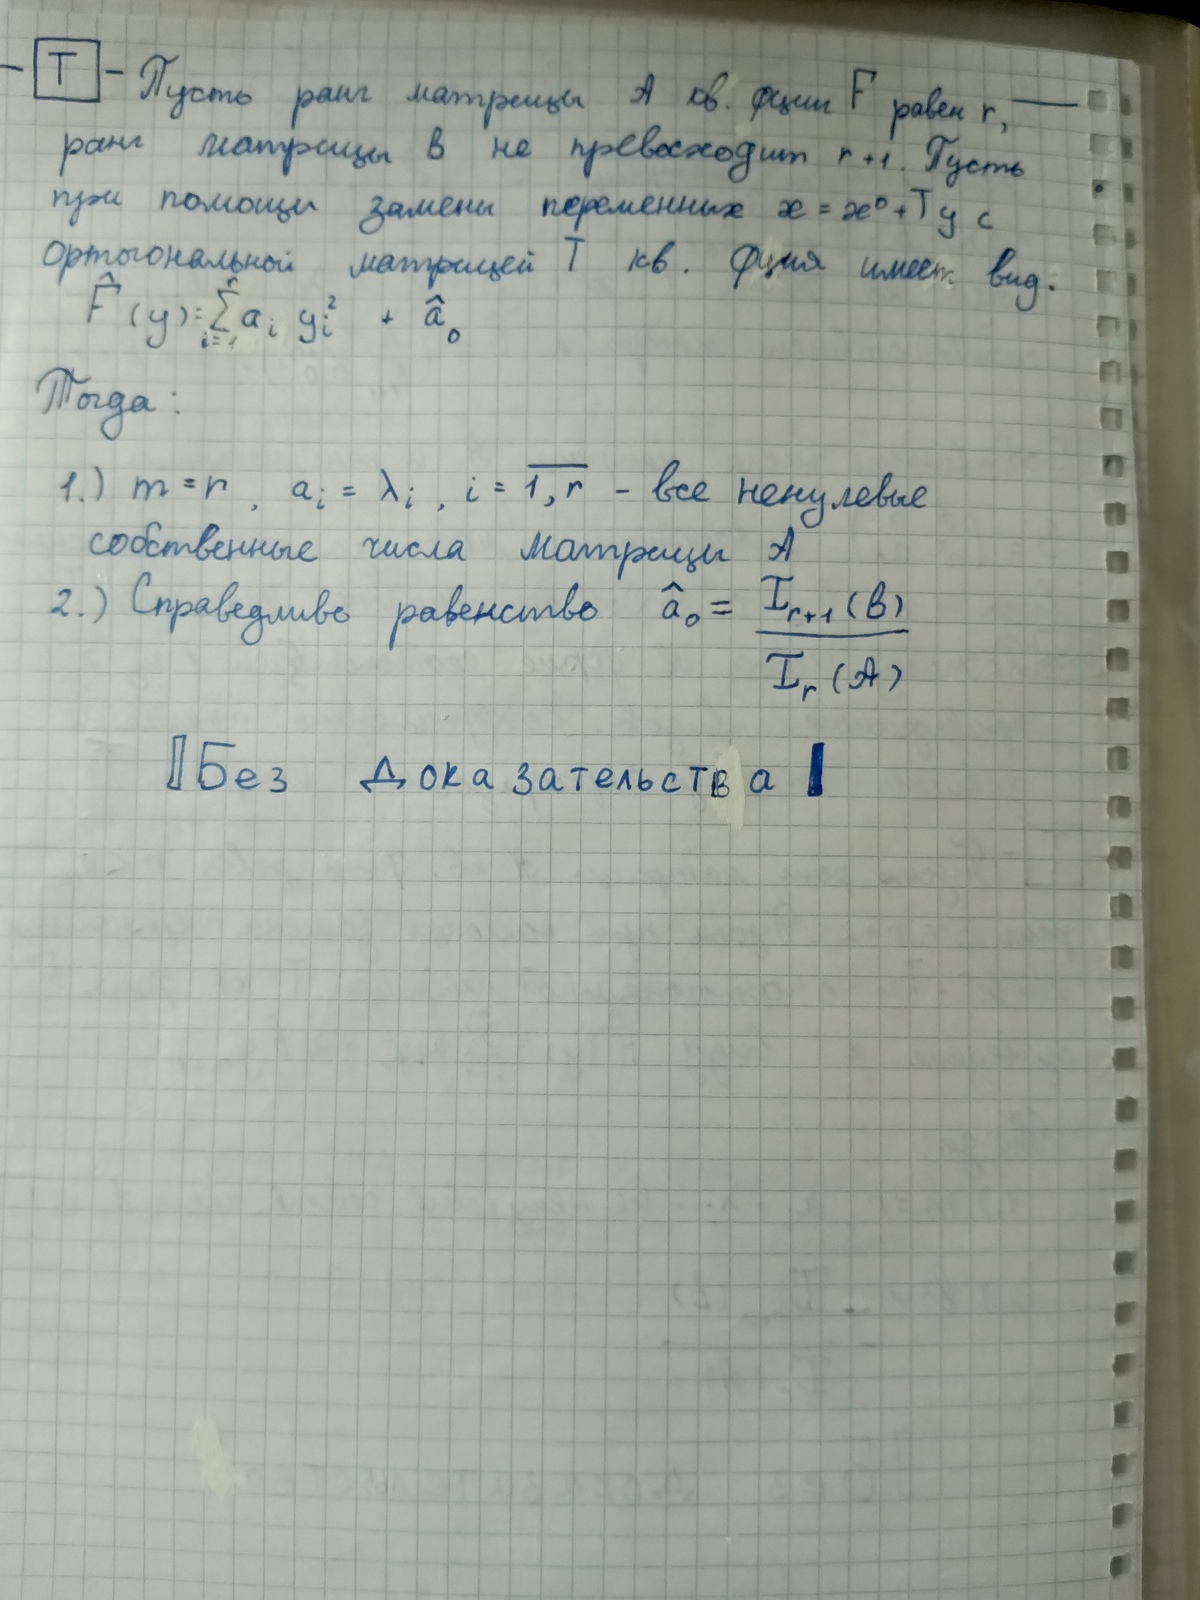 - T - Пусть ранг матрицы A кв. фции F равен r,
ранг матрицы B не превосходит r+1. Пусть
при помощи замены переменных x = x⁰ + Ty с
ортогональной матрицей T кв. фция имеет вид:
F̂(y) = Σᵢ₌₁ʳ aᵢ yᵢ² + â₀
Тогда:
1.) m = r, aᵢ = λᵢ, i = 1,r - все ненулевые
собственные числа матрицы A
2.) Справедливо равенство â₀ = Iᵣ₊₁(B)
Iᵣ(A)
Без Доказательства